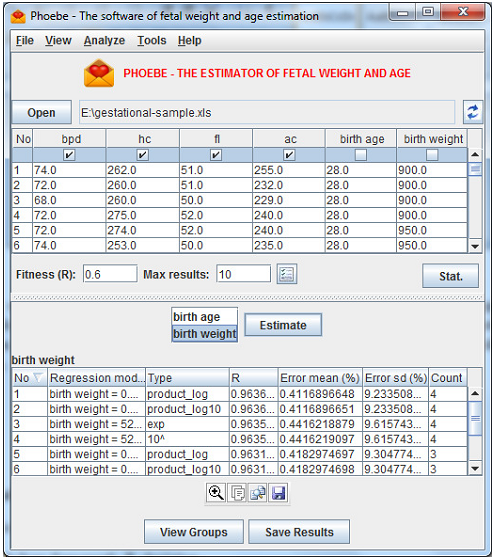 Phoebe - The software of fetal weight and age estimation
File View Analyze Tools Help
PHOEBE - THE ESTIMATOR OF FETAL WEIGHT AND AGE
Open E:\gestational-sample.xls
No bpd hc fl ac birth age birth weight
1 74.0 262.0 51.0 255.0 28.0 900.0
2 72.0 260.0 51.0 232.0 28.0 900.0
3 68.0 260.0 50.0 229.0 28.0 900.0
4 72.0 275.0 52.0 240.0 28.0 900.0
5 72.0 274.0 52.0 240.0 28.0 950.0
6 74.0 253.0 50.0 235.0 28.0 950.0
Fitness (R): 0.6 Max results: 10 Stat.
birth age
birth weight Estimate
birth weight
No Regression mod... Type R Error mean (%) Error sd (%) Count
1 birth weight = 0.... product_log 0.9636... 0.4116896648 9.233508... 4
2 birth weight = 0.... product_log10 0.9636... 0.4116896651 9.233508... 4
3 birth weight = 52... exp 0.9635... 0.4416218879 9.615743... 4
4 birth weight = 52... 10^ 0.9635... 0.4416219097 9.615743... 4
5 birth weight = 0.... product_log 0.9631... 0.4182974697 9.304774... 3
6 birth weight = 0.... product_log10 0.9631... 0.4182974698 9.304774... 3
View Groups Save Results